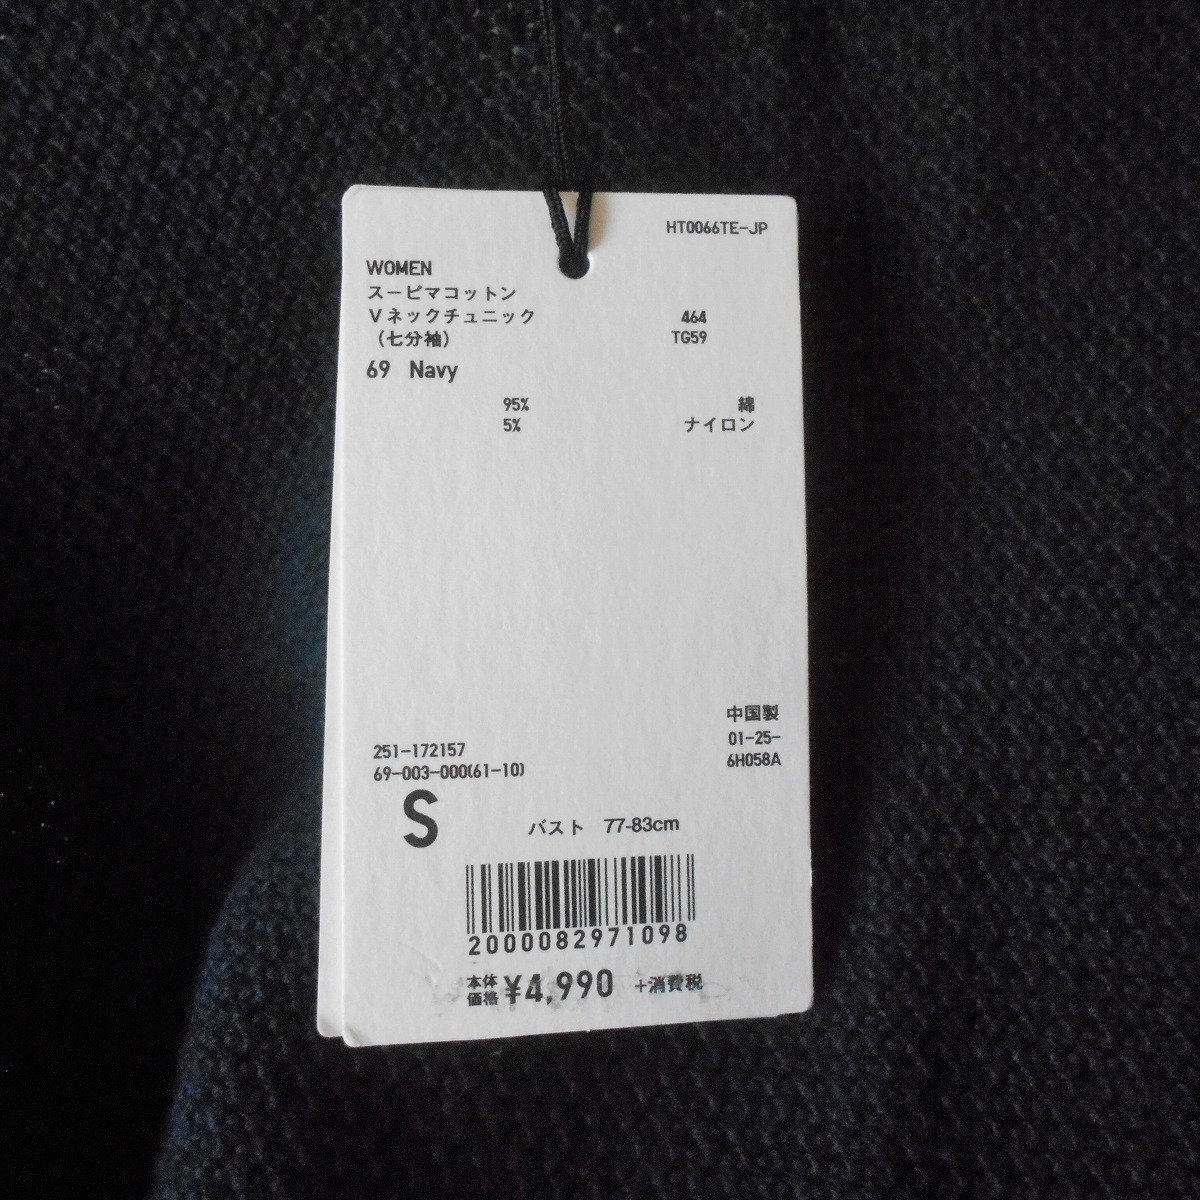 HT0066TE-JP
WOMEN
スーピマコットン
Vネックチュニック 464
(七分袖) TG59
69 Navy
95% 綿
5% ナイロン
中国製
251-172157 01-25-
69-003-000(61-10) 6H058A
S バスト 77-83cm
2000082971098
本体価格 ¥4,990 +消費税